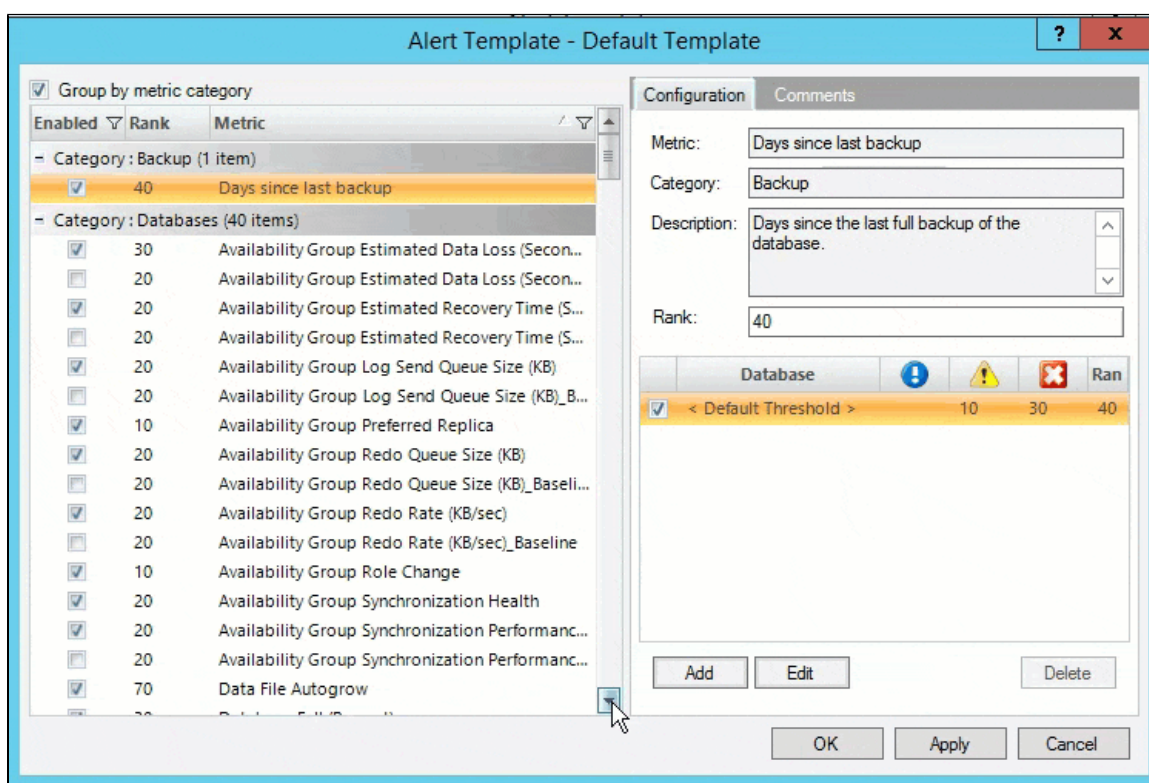 Alert Template - Default Template
?
x
Group by metric category
Enabled Rank Metric
Category : Backup (1 item)
40 Days since last backup
Category : Databases (40 items)
30 Availability Group Estimated Data Loss (Secon...
20 Availability Group Estimated Data Loss (Secon...
20 Availability Group Estimated Recovery Time (S...
20 Availability Group Estimated Recovery Time (S...
20 Availability Group Log Send Queue Size (KB)
20 Availability Group Log Send Queue Size (KB)_B...
10 Availability Group Preferred Replica
20 Availability Group Redo Queue Size (KB)
20 Availability Group Redo Queue Size (KB)_Baseli...
20 Availability Group Redo Rate (KB/sec)
20 Availability Group Redo Rate (KB/sec)_Baseline
10 Availability Group Role Change
20 Availability Group Synchronization Health
20 Availability Group Synchronization Performanc...
20 Availability Group Synchronization Performanc...
70 Data File Autogrow
Configuration Comments
Metric: Days since last backup
Category: Backup
Description: Days since the last full backup of the
database.
Rank: 40
Database Ran
< Default Threshold > 10 30 40
Add Edit Delete
OK Apply Cancel